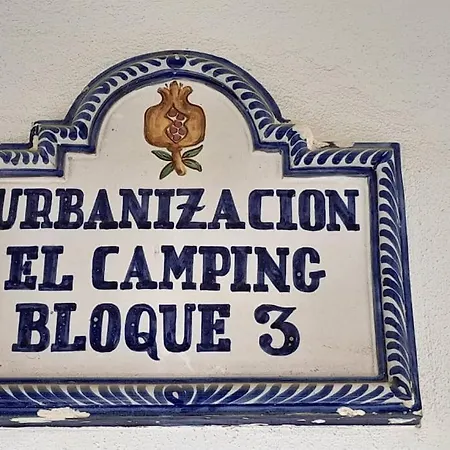 URBANIZACION
EL CAMPING
BLOQUE 3